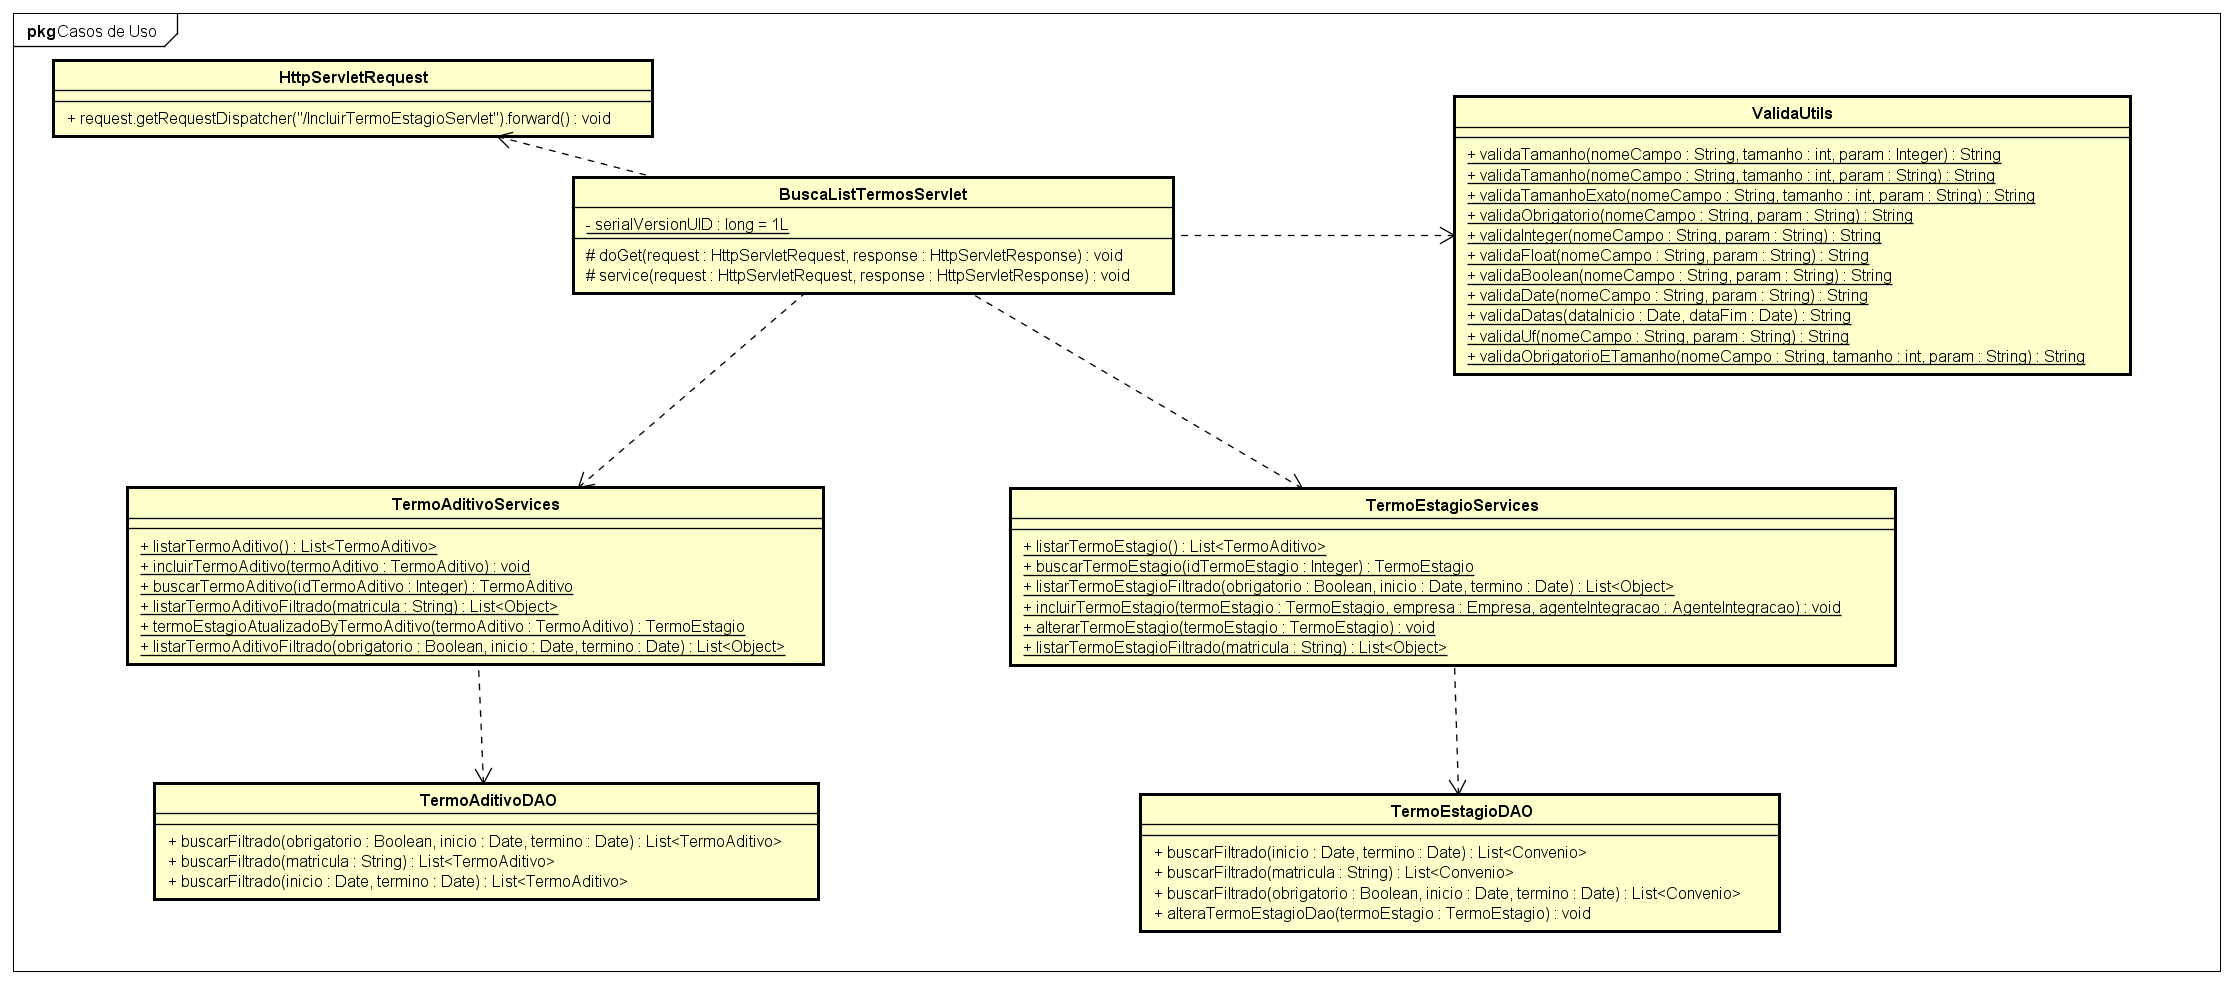 pkg Casos de Uso
HttpServletRequest
+ request.getRequestDispatcher("/IncluirTermoEstagioServlet").forward() : void
BuscaListTermosServlet
- serialVersionUID : long = 1L
# doGet(request : HttpServletRequest, response : HttpServletResponse) : void
# service(request : HttpServletRequest, response : HttpServletResponse) : void
ValidaUtils
+ validaTamanho(nomeCampo : String, tamanho : int, param : Integer) : String
+ validaTamanho(nomeCampo : String, tamanho : int, param : String) : String
+ validaTamanhoExato(nomeCampo : String, tamanho : int, param : String) : String
+ validaObrigatorio(nomeCampo : String, param : String) : String
+ validaInteger(nomeCampo : String, param : String) : String
+ validaFloat(nomeCampo : String, param : String) : String
+ validaBoolean(nomeCampo : String, param : String) : String
+ validaDate(nomeCampo : String, param : String) : String
+ validaDatas(dataInicio : Date, dataFim : Date) : String
+ validaUf(nomeCampo : String, param : String) : String
+ validaObrigatorioETamanho(nomeCampo : String, tamanho : int, param : String) : String
TermoAditivoServices
+ listarTermoAditivo() : List<TermoAditivo>
+ incluirTermoAditivo(termoAditivo : TermoAditivo) : void
+ buscarTermoAditivo(idTermoAditivo : Integer) : TermoAditivo
+ listarTermoAditivoFiltrado(matricula : String) : List<Object>
+ termoEstagioAtualizadoByTermoAditivo(termoAditivo : TermoAditivo) : TermoEstagio
+ listarTermoAditivoFiltrado(obrigatorio : Boolean, inicio : Date, termino : Date) : List<Object>
TermoEstagioServices
+ listarTermoEstagio() : List<TermoAditivo>
+ buscarTermoEstagio(idTermoEstagio : Integer) : TermoEstagio
+ listarTermoEstagioFiltrado(obrigatorio : Boolean, inicio : Date, termino : Date) : List<Object>
+ incluirTermoEstagio(termoEstagio : TermoEstagio, empresa : Empresa, agenteIntegracao : AgenteIntegracao) : void
+ alterarTermoEstagio(termoEstagio : TermoEstagio) : void
+ listarTermoEstagioFiltrado(matricula : String) : List<Object>
TermoAditivoDAO
+ buscarFiltrado(obrigatorio : Boolean, inicio : Date, termino : Date) : List<TermoAditivo>
+ buscarFiltrado(matricula : String) : List<TermoAditivo>
+ buscarFiltrado(inicio : Date, termino : Date) : List<TermoAditivo>
TermoEstagioDAO
+ buscarFiltrado(inicio : Date, termino : Date) : List<Convenio>
+ buscarFiltrado(matricula : String) : List<Convenio>
+ buscarFiltrado(obrigatorio : Boolean, inicio : Date, termino : Date) : List<Convenio>
+ alteraTermoEstagioDao(termoEstagio : TermoEstagio) : void